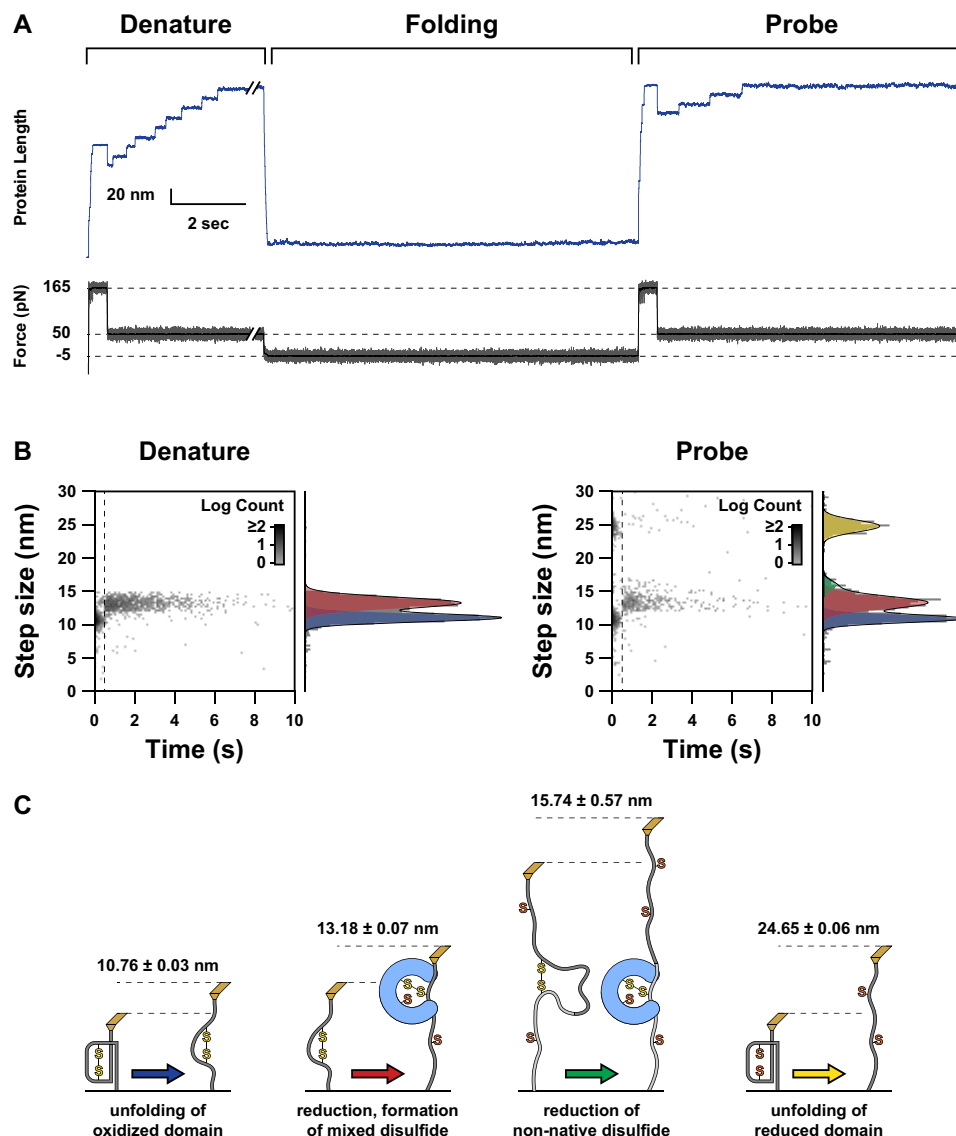 A
Denature
Folding
Probe
Protein Length
20 nm
2 sec
Force (pN)
165
50
-5
B
Denature
Step size (nm)
30
25
20
15
10
5
0
Log Count
≥2
1
0
0 2 4 6 8 10
Time (s)
Probe
Step size (nm)
30
25
20
15
10
5
0
Log Count
≥2
1
0
0 2 4 6 8 10
Time (s)
C
10.76 ± 0.03 nm
S
S
S
S
unfolding of
oxidized domain
13.18 ± 0.07 nm
S
S
S
S
S
S
reduction, formation
of mixed disulfide
15.74 ± 0.57 nm
S
S
S
S
S
S
S
S
S
S
reduction of
non-native disulfide
24.65 ± 0.06 nm
S
S
S
S
unfolding of
reduced domain